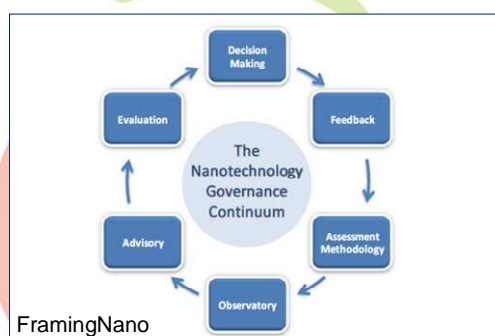 Decision
Making
Evaluation
Feedback
The
Nanotechnology
Governance
Continuum
Advisory
Assessment
Methodology
Observatory
FramingNano